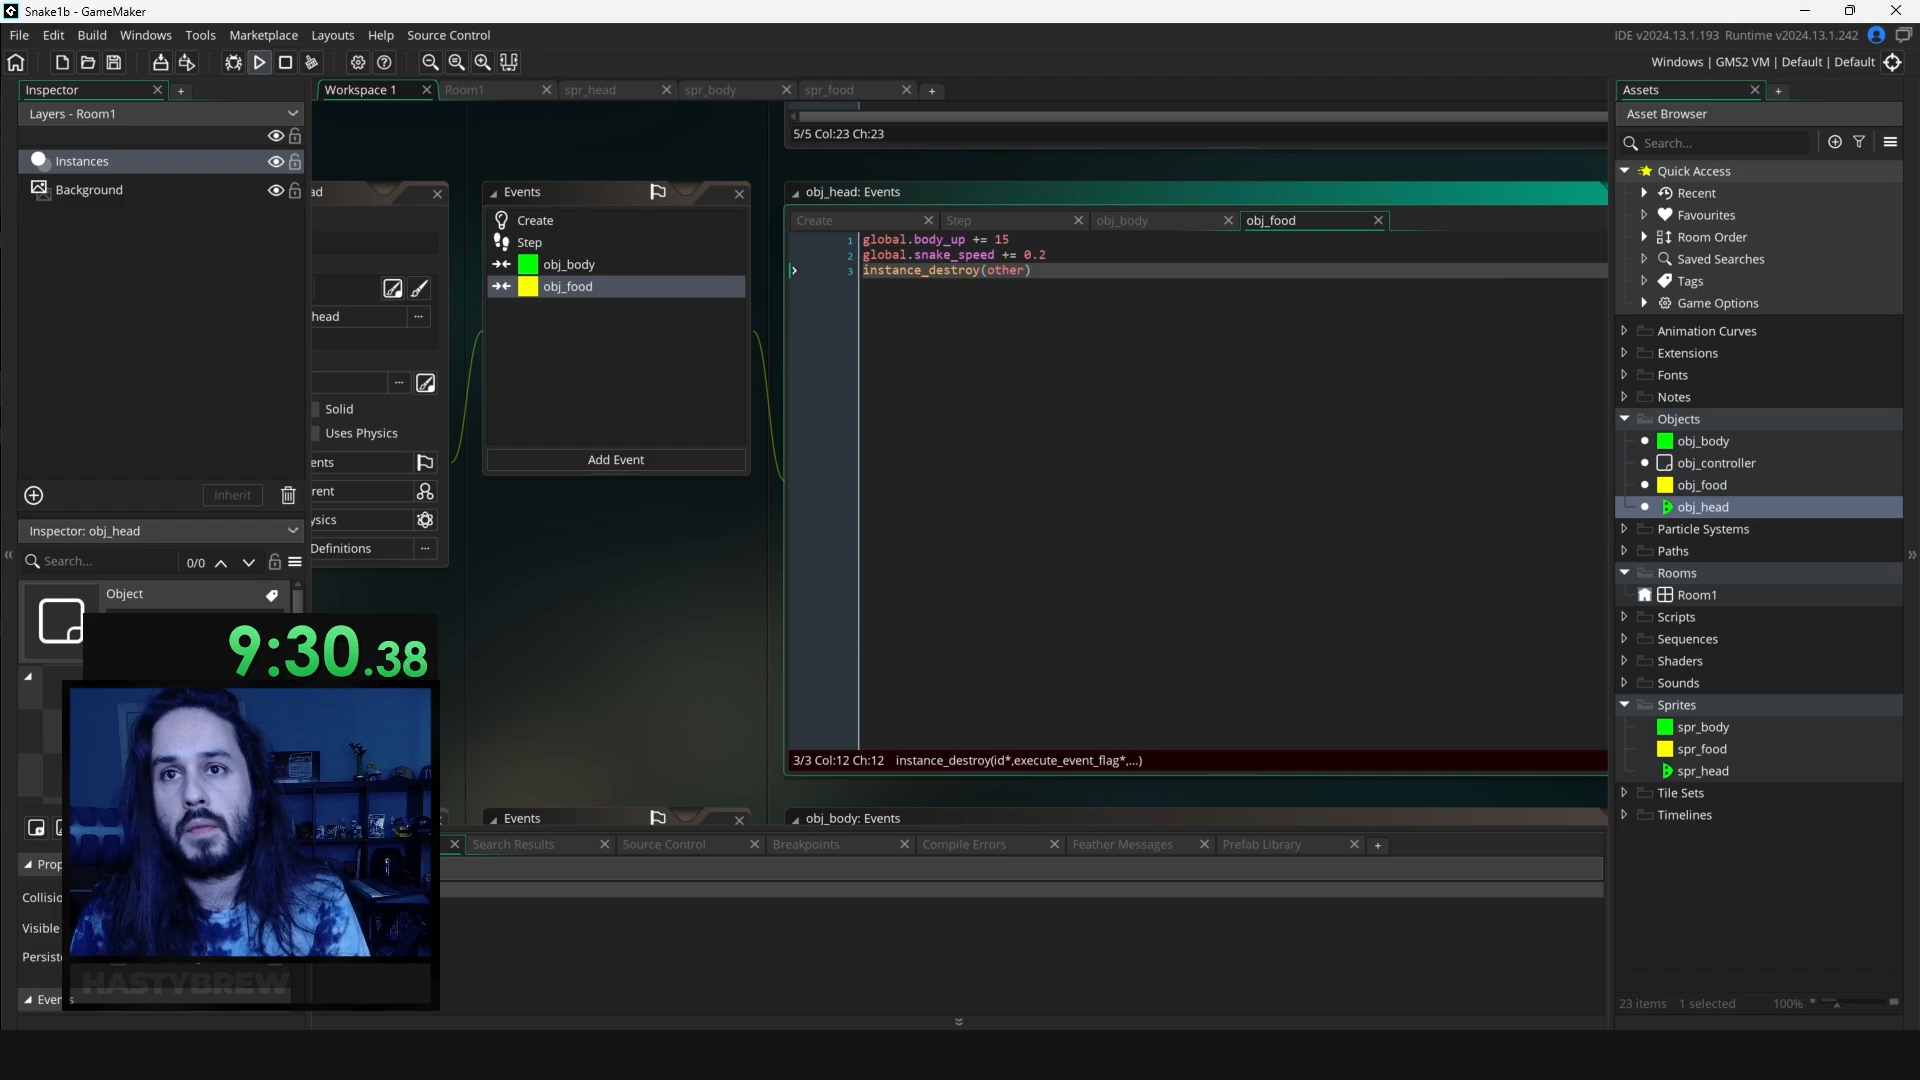 Snake1b - GameMaker
File Edit Build Windows Tools Marketplace Layouts Help Source Control
IDE v2024.13.1.193 Runtime v2024.13.1.242
Windows | GMS2 VM | Default | Default
Inspector
Layers - Room1
Instances
Background
Inherit
Inspector: obj_head
Search...
0/0
Object
9:30.38
Prop
Collisio
Visible
Persiste
Events
HASTYBREW
Workspace 1
Room1
spr_head
spr_body
spr_food
5/5 Col:23 Ch:23
ad
head
Solid
Uses Physics
ents
rent
ysics
Definitions
Events
Create
Step
obj_body
obj_food
Add Event
obj_head: Events
Create
Step
obj_body
obj_food
1 global.body_up += 15
2 global.snake_speed += 0.2
3 instance_destroy(other)
3/3 Col:12 Ch:12 instance_destroy(id*,execute_event_flag*,...)
Events
obj_body: Events
Search Results
Source Control
Breakpoints
Compile Errors
Feather Messages
Prefab Library
Assets
Asset Browser
Search...
Quick Access
Recent
Favourites
Room Order
Saved Searches
Tags
Game Options
Animation Curves
Extensions
Fonts
Notes
Objects
obj_body
obj_controller
obj_food
obj_head
Particle Systems
Paths
Rooms
Room1
Scripts
Sequences
Shaders
Sounds
Sprites
spr_body
spr_food
spr_head
Tile Sets
Timelines
23 items 1 selected 100%